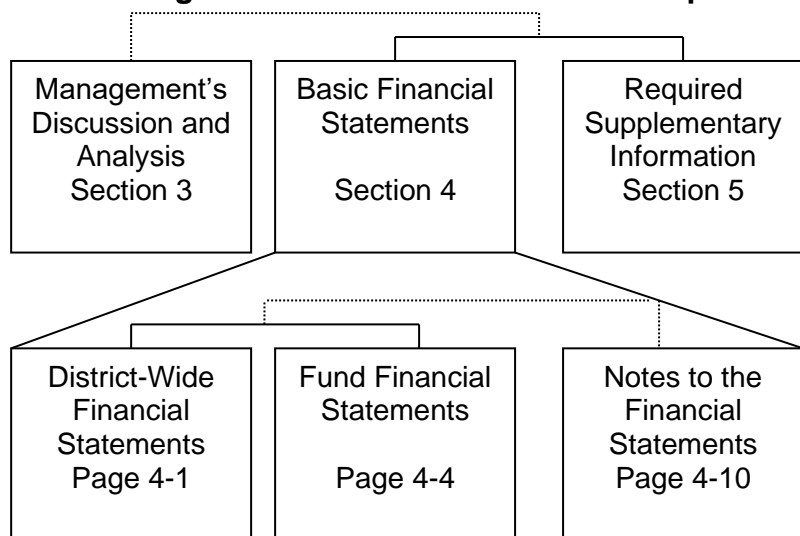 Management's
Discussion and
Analysis
Section 3
Basic Financial
Statements
Section 4
Required
Supplementary
Information
Section 5
District-Wide
Financial
Statements
Page 4-1
Fund Financial
Statements
Page 4-4
Notes to the
Financial
Statements
Page 4-10